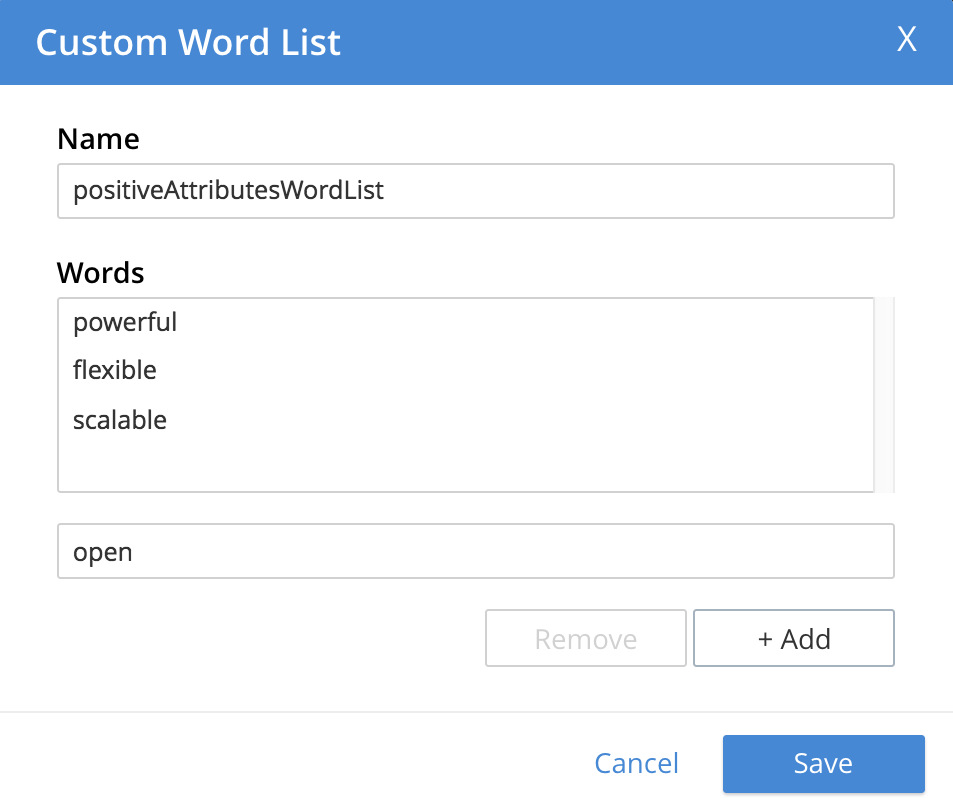 Custom Word List X
Name
positiveAttributesWordList
Words
powerful
flexible
scalable
open
Remove + Add
Cancel Save